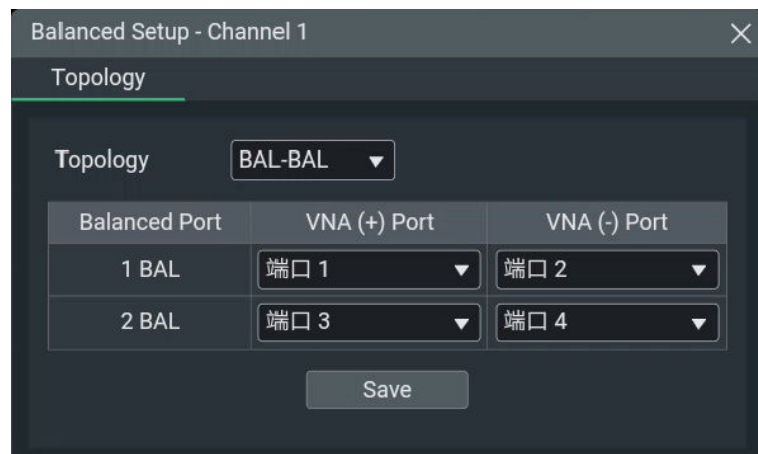 Balanced Setup - Channel 1
Topology
Topology BAL-BAL
Balanced Port VNA (+) Port VNA (-) Port
1 BAL 端口 1 端口 2
2 BAL 端口 3 端口 4
Save